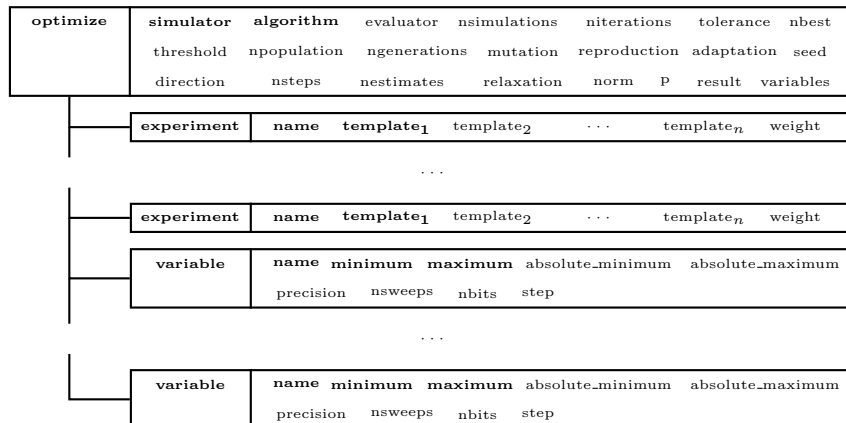 optimize simulator algorithm evaluator nsimulations niterations tolerance nbest
threshold npopulation ngenerations mutation reproduction adaptation seed
direction nsteps nestimates relaxation norm p result variables
experiment name template₁ template₂ ··· templateₙ weight
...
experiment name template₁ template₂ ··· templateₙ weight
variable name minimum maximum absolute_minimum absolute_maximum
precision nsweeps nbits step
...
variable name minimum maximum absolute_minimum absolute_maximum
precision nsweeps nbits step